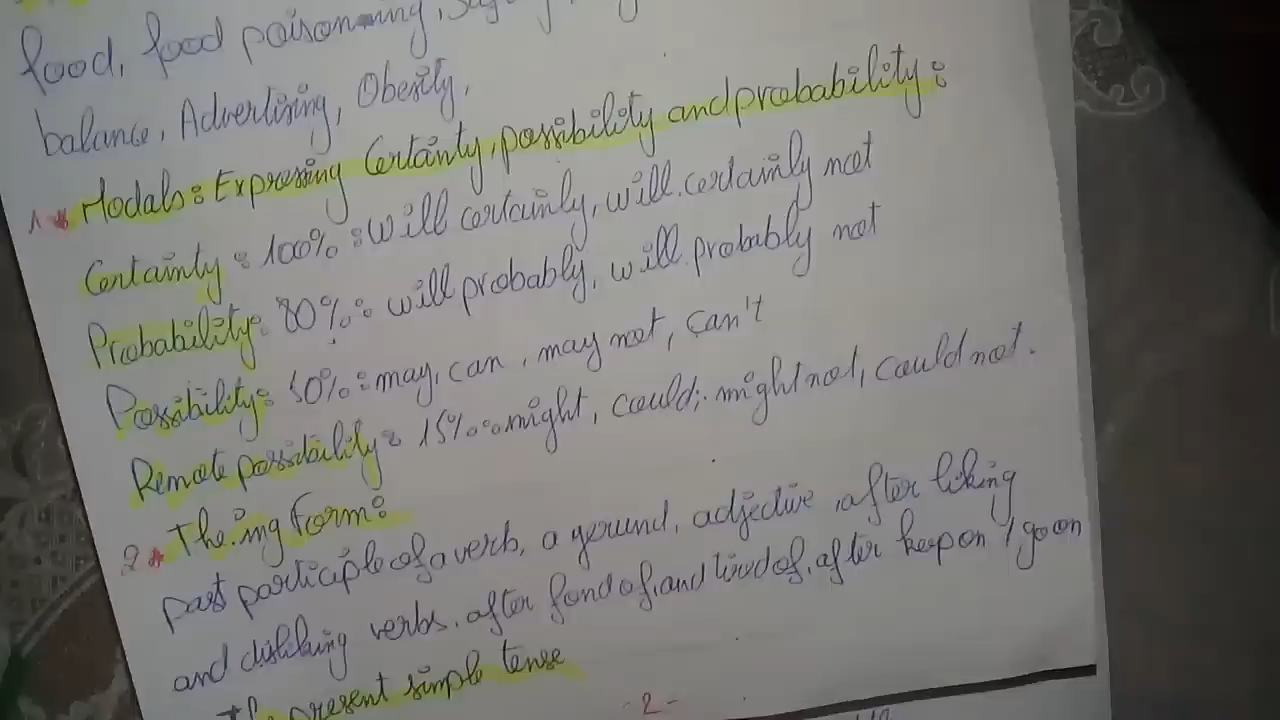 food, food poisoning,
balance, Advertising, Obesity,
1 * Modals: Expressing Certainty, possibility and probability:
Certainty: 100%: will certainly, will certainly not
Probability: 80%: will probably, will probably not
Possibility: 50%: may, can, may not, can't
Remote possibility: 15%: might, could; might not, could not.
2 * The .ing form:
past participle of a verb, a gerund, adjective, after liking
and disliking verbs, after fond of, and tired of, after keep on / go on
present simple tense
- 2 -